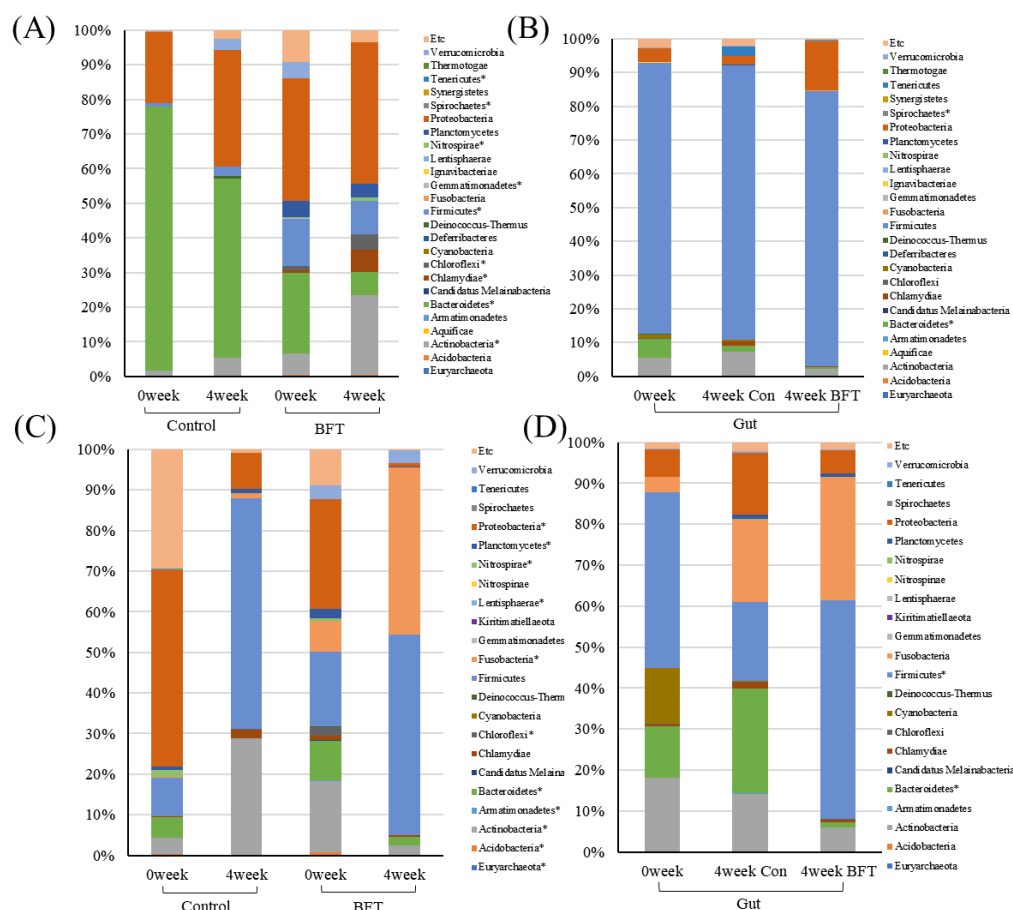 (A)
100%
90%
80%
70%
60%
50%
40%
30%
20%
10%
0%
0week 4week 0week 4week
Control BFT
Etc
Verrucomicrobia
Thermotogae
Tenericutes*
Synergistetes
Spirochaetes*
Proteobacteria
Planctomycetes
Nitrospirae*
Lentisphaerae
Ignavibacteriae
Gemmatimonadetes*
Fusobacteria
Firmicutes*
Deinococcus-Thermus
Deferribacteres
Cyanobacteria
Chloroflexi*
Chlamydiae*
Candidatus Melainabacteria
Bacteroidetes*
Armatimonadetes
Aquificae
Actinobacteria*
Acidobacteria
Euryarchaeota
(B)
100%
90%
80%
70%
60%
50%
40%
30%
20%
10%
0%
0week 4week Con 4week BFT
Gut
Etc
Verrucomicrobia
Thermotogae
Tenericutes
Synergistetes
Spirochaetes*
Proteobacteria
Planctomycetes
Nitrospirae
Lentisphaerae
Ignavibacteriae
Gemmatimonadetes
Fusobacteria
Firmicutes
Deinococcus-Thermus
Deferribacteres
Cyanobacteria
Chloroflexi
Chlamydiae
Candidatus Melainabacteria
Bacteroidetes*
Armatimonadetes
Aquificae
Actinobacteria
Acidobacteria
Euryarchaeota
(C)
100%
90%
80%
70%
60%
50%
40%
30%
20%
10%
0%
0week 4week 0week 4week
Control BFT
Etc
Verrucomicrobia
Tenericutes
Spirochaetes
Proteobacteria*
Planctomycetes*
Nitrospirae*
Nitrospinae
Lentisphaerae*
Kiritimatiellaeota
Gemmatimonadetes
Fusobacteria*
Firmicutes
Deinococcus-Therm
Cyanobacteria
Chloroflexi*
Chlamydiae
Candidatus Melaina
Bacteroidetes*
Armatimonadetes*
Actinobacteria*
Acidobacteria*
Euryarchaeota*
(D)
100%
90%
80%
70%
60%
50%
40%
30%
20%
10%
0%
0week 4week Con 4week BFT
Gut
Etc
Verrucomicrobia
Tenericutes
Spirochaetes
Proteobacteria
Planctomycetes
Nitrospirae
Nitrospinae
Lentisphaerae
Kiritimatiellaeota
Gemmatimonadetes
Fusobacteria
Firmicutes*
Deinococcus-Thermus
Cyanobacteria
Chloroflexi
Chlamydiae
Candidatus Melainabacteria
Bacteroidetes*
Armatimonadetes
Actinobacteria
Acidobacteria
Euryarchaeota